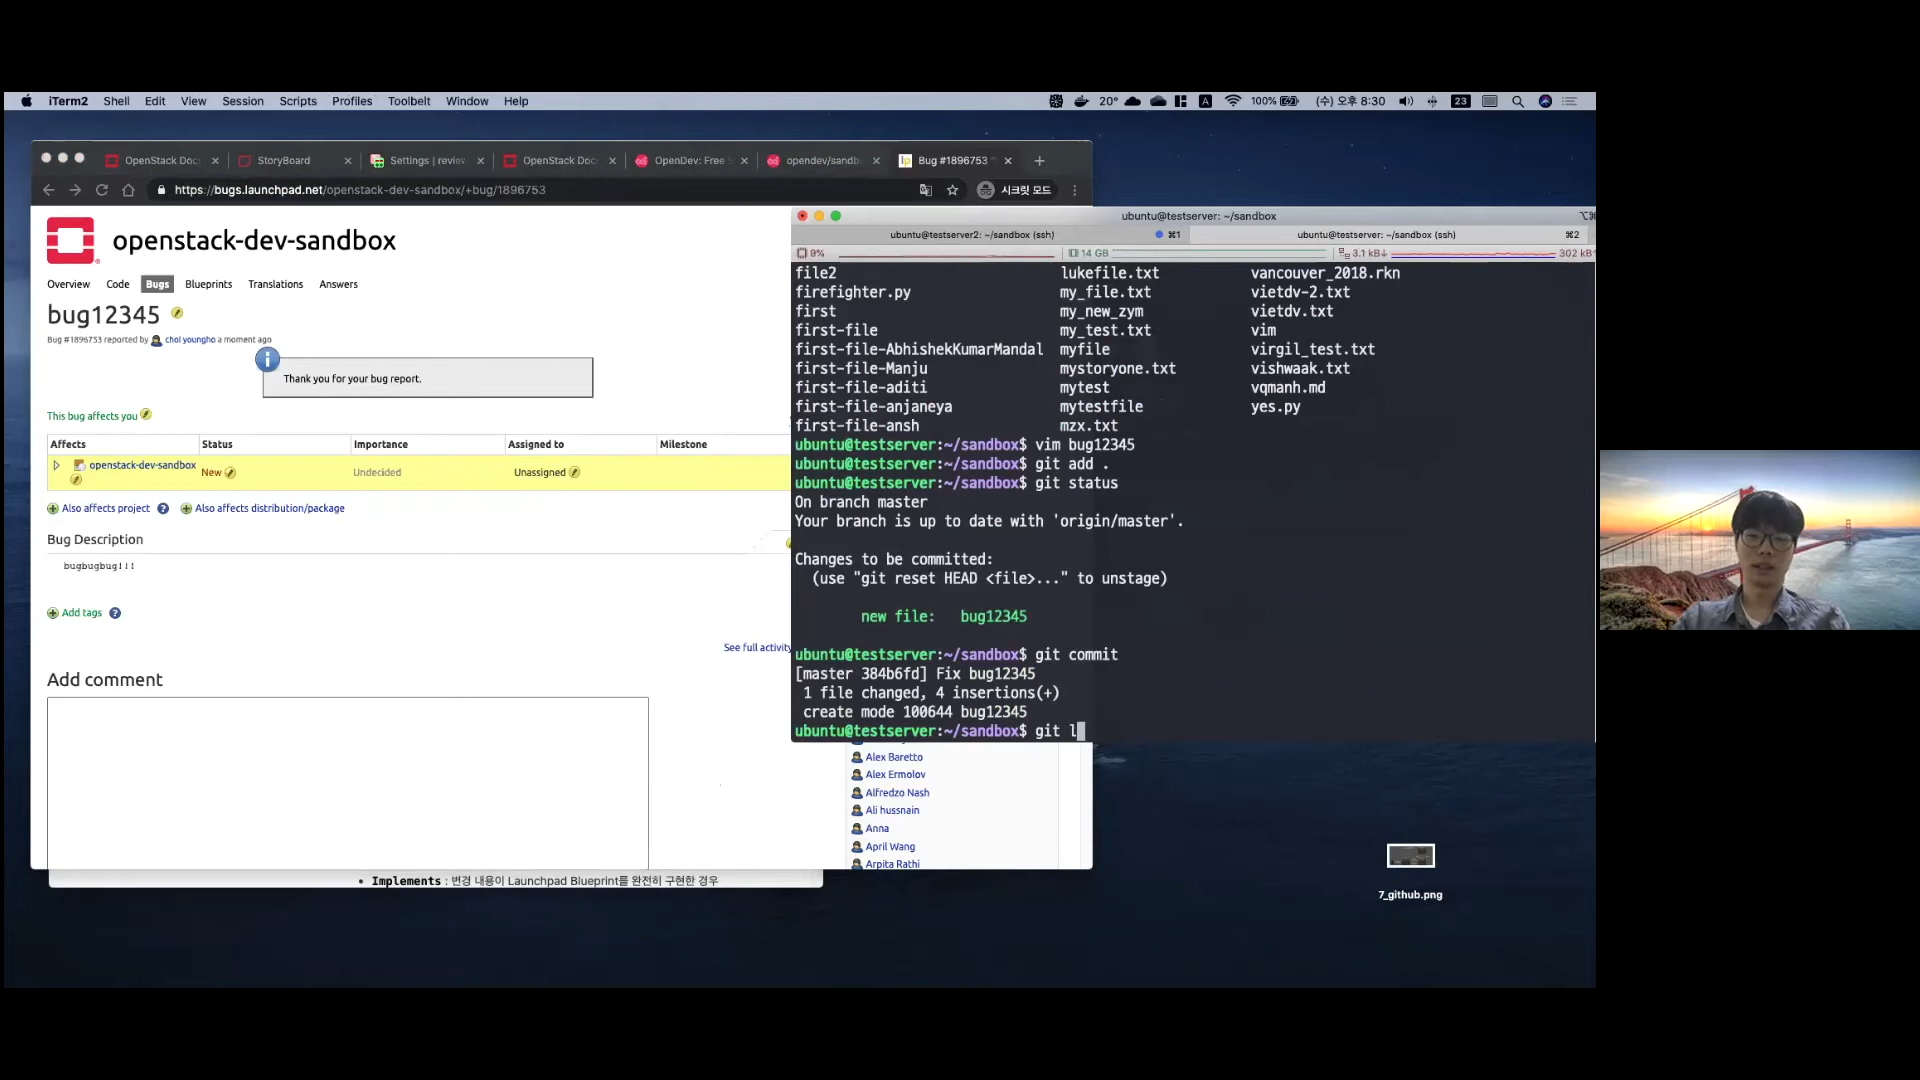 iTerm2 Shell Edit View Session Scripts Profiles Toolbelt Window Help
20° A 100% (수) 오후 8:30 23
OpenStack Doc StoryBoard Settings | review OpenStack Doc OpenDev: Free opendev/sandb lp Bug #1896753
https://bugs.launchpad.net/openstack-dev-sandbox/+bug/1896753
시크릿 모드
openstack-dev-sandbox
Overview Code Bugs Blueprints Translations Answers
bug12345
Bug #1896753 reported by choi youngho a moment ago
Thank you for your bug report.
This bug affects you
Affects Status Importance Assigned to Milestone
openstack-dev-sandbox New Undecided Unassigned
Also affects project Also affects distribution/package
Bug Description
bugbugbug!!!
Add tags
See full activity
Add comment
ubuntu@testserver: ~/sandbox
ubuntu@testserver2: ~/sandbox (ssh) ⌘1 ubuntu@testserver: ~/sandbox (ssh) ⌘2
9% 14 GB 3.1 kB↓ 302 kB↑
file2 lukefile.txt vancouver_2018.rkn
firefighter.py my_file.txt vietdv-2.txt
first my_new_zym vietdv.txt
first-file my_test.txt vim
first-file-AbhishekKumarMandal myfile virgil_test.txt
first-file-Manju mystoryone.txt vishwaak.txt
first-file-aditi mytest vqmanh.md
first-file-anjaneya mytestfile yes.py
first-file-ansh mzx.txt
ubuntu@testserver:~/sandbox$ vim bug12345
ubuntu@testserver:~/sandbox$ git add .
ubuntu@testserver:~/sandbox$ git status
On branch master
Your branch is up to date with 'origin/master'.
Changes to be committed:
(use "git reset HEAD <file>..." to unstage)
new file: bug12345
ubuntu@testserver:~/sandbox$ git commit
[master 384b6fd] Fix bug12345
1 file changed, 4 insertions(+)
create mode 100644 bug12345
ubuntu@testserver:~/sandbox$ git l
Alex Baretto
Alex Ermolov
Alfredzo Nash
Ali hussnain
Anna
April Wang
Arpita Rathi
• Implements : 변경 내용이 Launchpad Blueprint를 완전히 구현한 경우
7_github.png